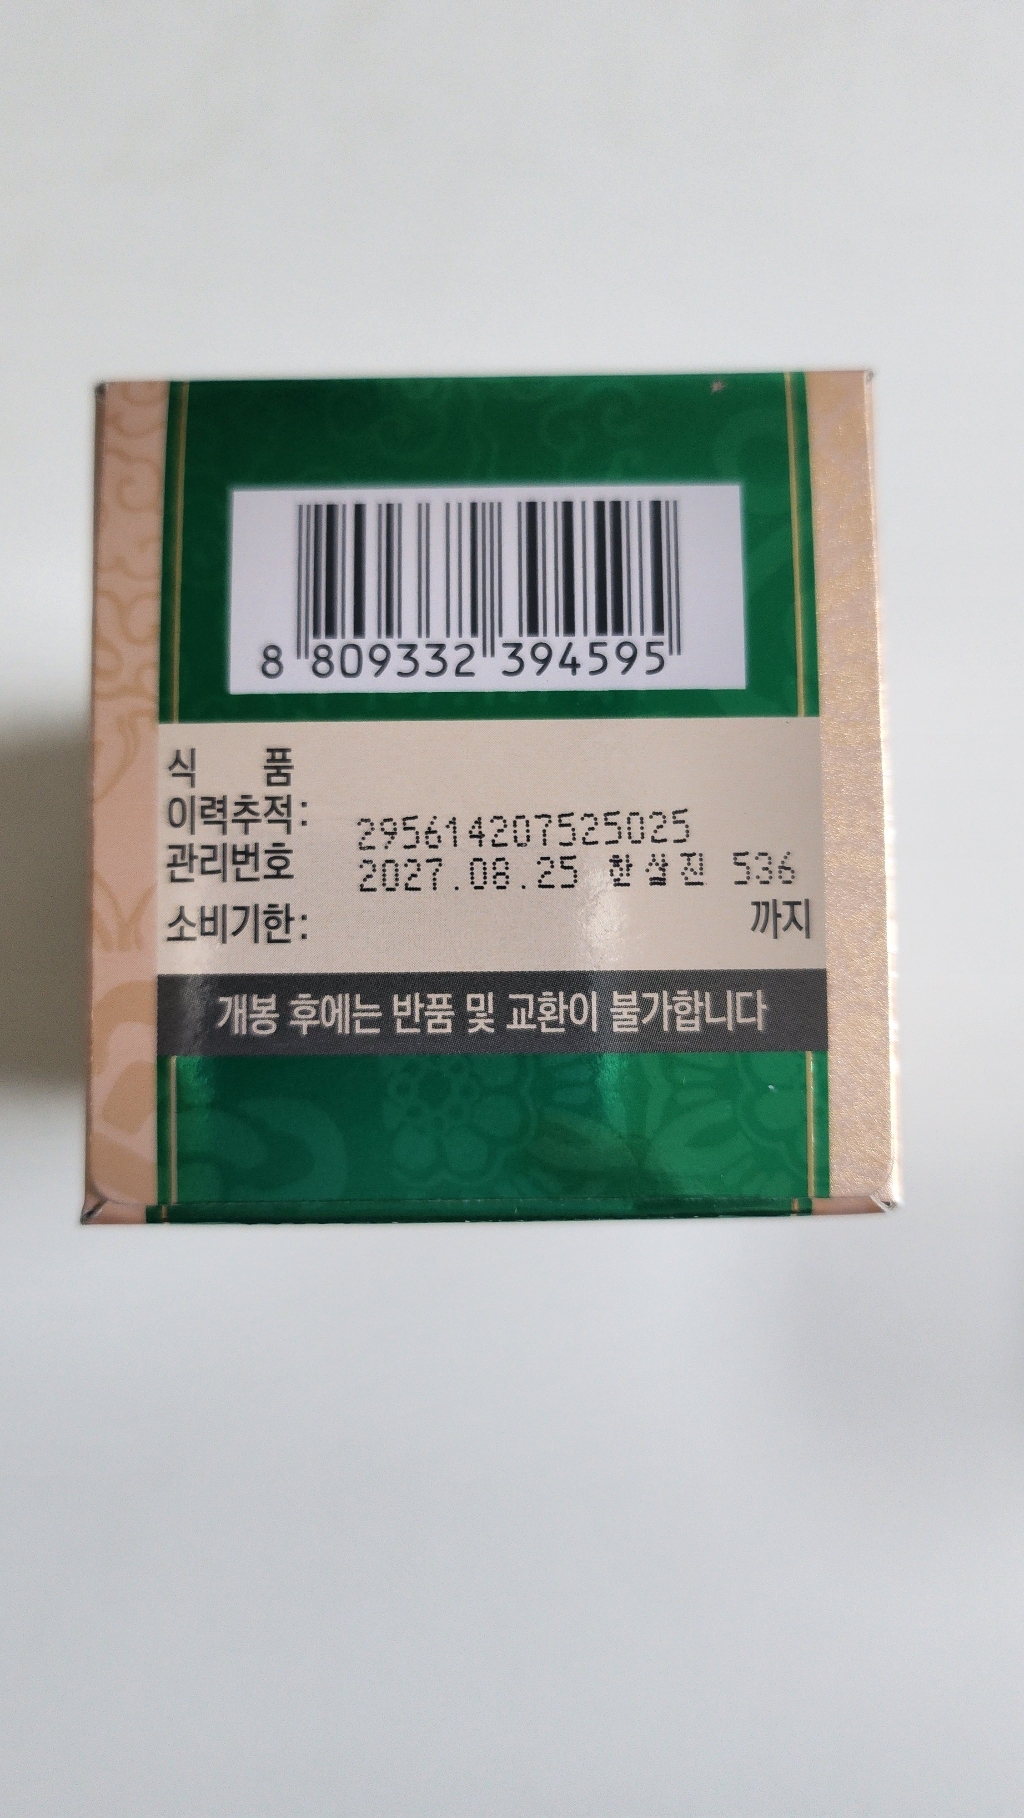 8 809332 394595
식 품
이력추적:
관리번호
295614207525025
2027.08.25 한살진 536
소비기한: 까지
개봉 후에는 반품 및 교환이 불가합니다